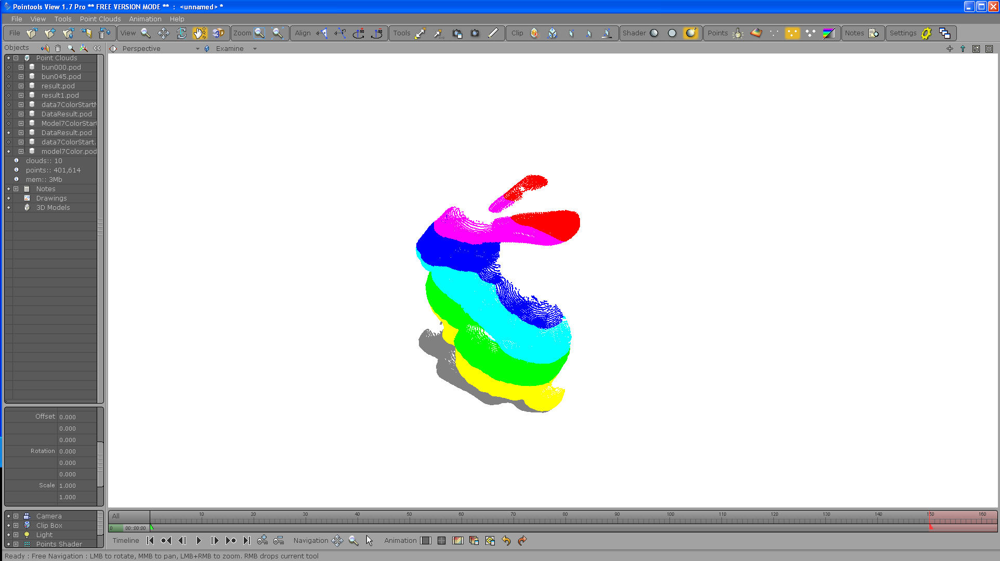 Pointools View 1.7 Pro ** FREE VERSION MODE ** : <unnamed> *
File View Tools Point Clouds Animation Help
File View 3D Zoom Align 90 90 Tools Clip Shader Points Notes Settings
Objects Perspective Examine
Point Clouds
bun000.pod
bun045.pod
result.pod
result1.pod
data7ColorStartN
DataResult.pod
Model7ColorStart
DataResult.pod
data7ColorStart.
model7Color.pod
clouds:: 10
points:: 401,614
mem:: 3Mb
Notes
Drawings
3D Models
Offset 0.000
0.000
0.000
Rotation 0.000
0.000
0.000
Scale 1.000
1.000
Camera
Clip Box
Light
Points Shader
All 10 20 30 40 50 60 70 80 90 100 110 120 130 140 150 160
0 00::00:00
Timeline Navigation Animation
Ready : Free Navigation : LMB to rotate, MMB to pan, LMB+RMB to zoom. RMB drops current tool